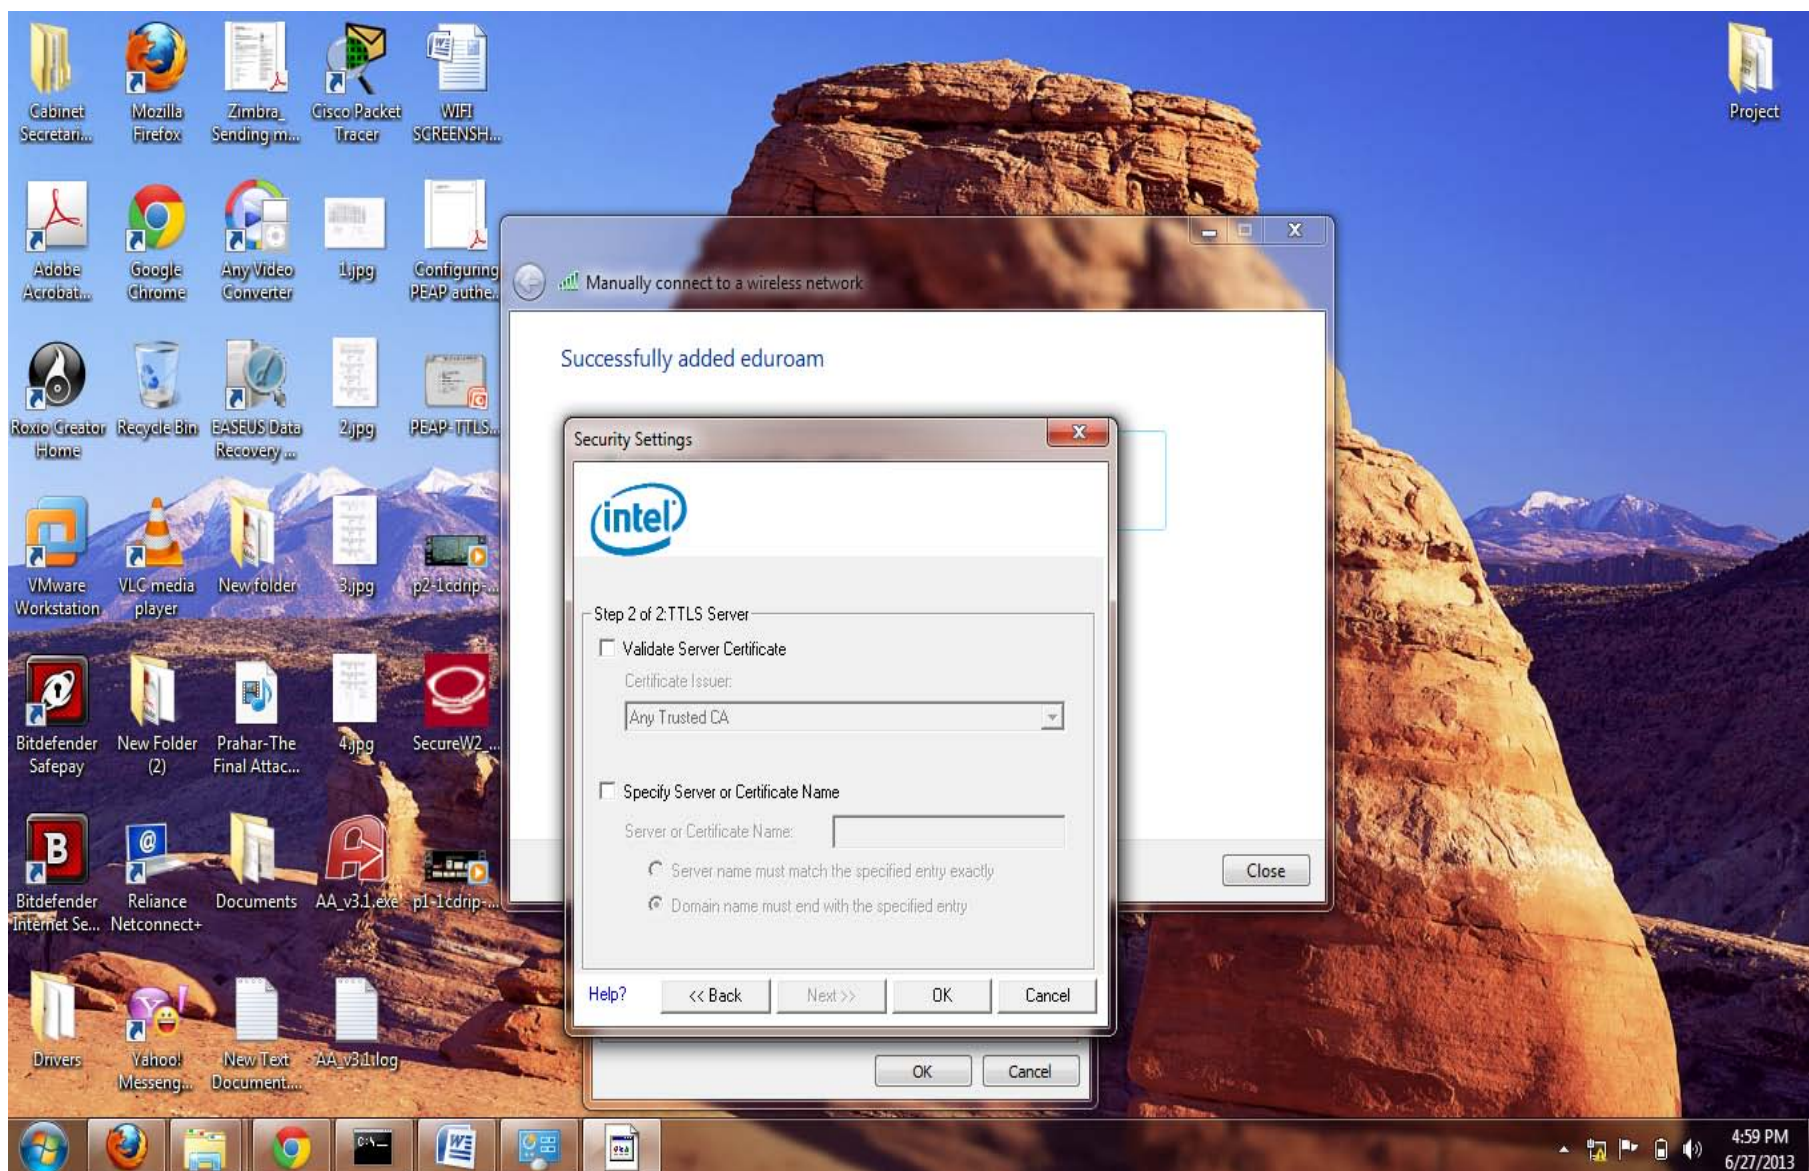 Cabinet
Secretari...
Mozilla
Firefox
Zimbra_
Sending m...
Cisco Packet
Tracer
WIFI
SCREENSH...
Project
Adobe
Acrobat...
Google
Chrome
Any Video
Converter
1.jpg
Configuring
PEAP authe...
Roxio Creator
Home
Recycle Bin
EASEUS Data
Recovery ...
2.jpg
PEAP-TTLS...
VMware
Workstation
VLC media
player
New folder
3.jpg
p2-1cdrip-...
Bitdefender
Safepay
New Folder
(2)
Prahar-The
Final Attac...
4.jpg
SecureW2_...
Bitdefender
Internet Se...
Reliance
Netconnect+
Documents
AA_v3.1.exe
p1-1cdrip-...
Drivers
Yahoo!
Messeng...
New Text
Document....
AA_v3.1.log
Manually connect to a wireless network
Successfully added eduroam
Security Settings
intel
Step 2 of 2:TTLS Server
Validate Server Certificate
Certificate Issuer:
Any Trusted CA
Specify Server or Certificate Name
Server or Certificate Name:
Server name must match the specified entry exactly
Domain name must end with the specified entry
Help? << Back Next >> OK Cancel
Close
OK Cancel
4:59 PM
6/27/2013